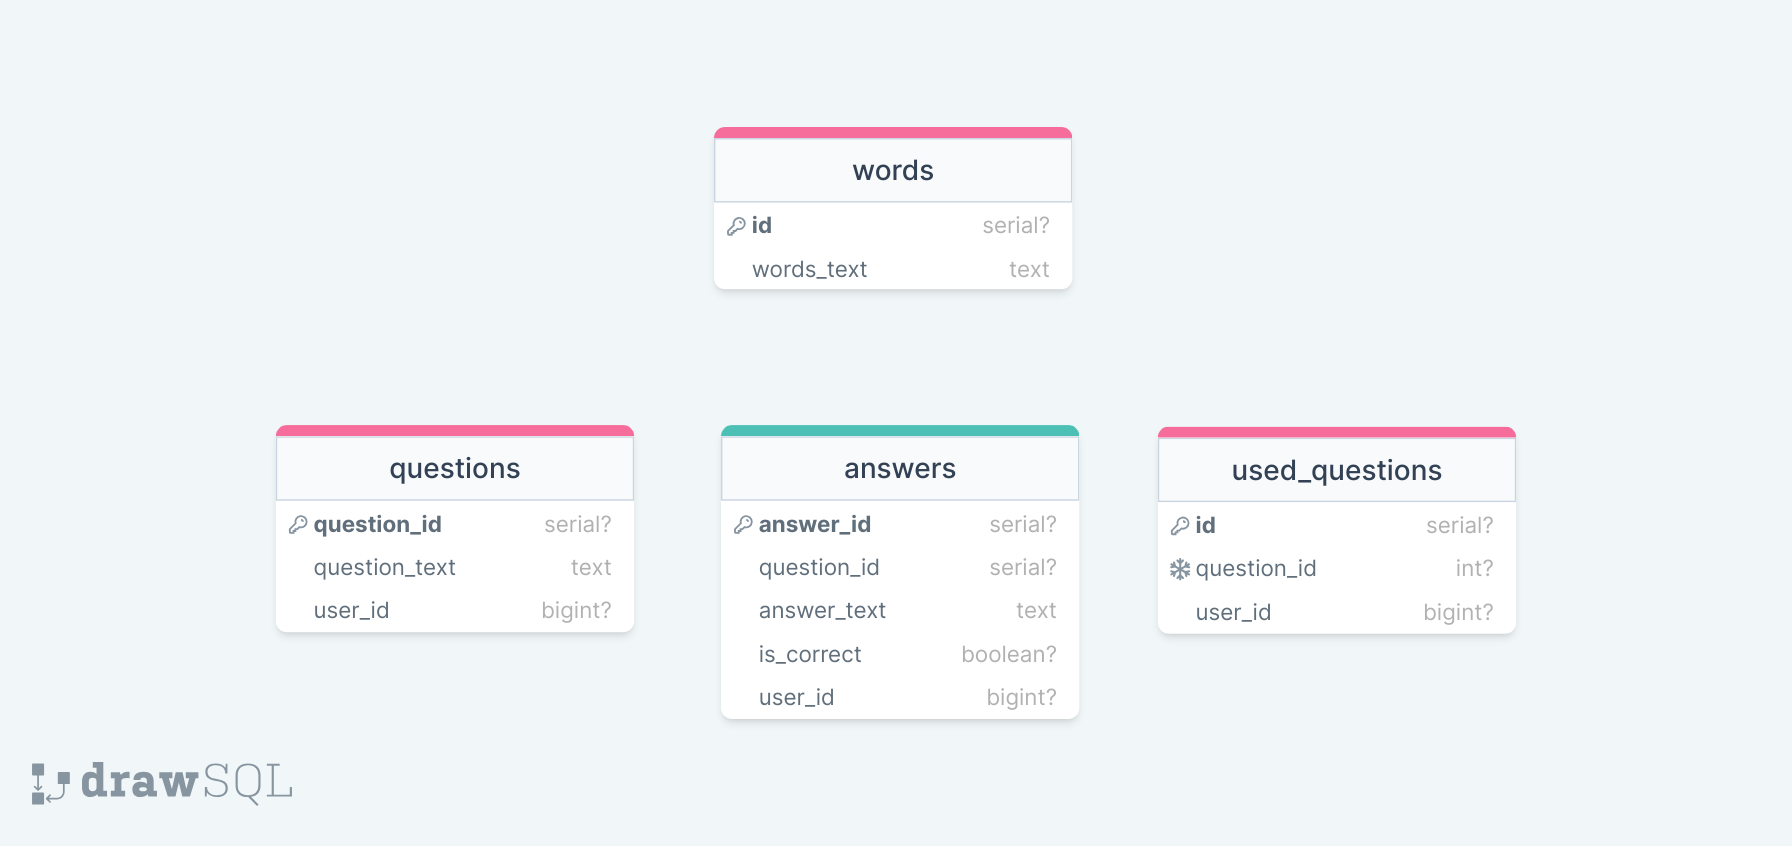 words
id serial?
words_text text
questions
question_id serial?
question_text text
user_id bigint?
answers
answer_id serial?
question_id serial?
answer_text text
is_correct boolean?
user_id bigint?
used_questions
id serial?
question_id int?
user_id bigint?
drawSQL